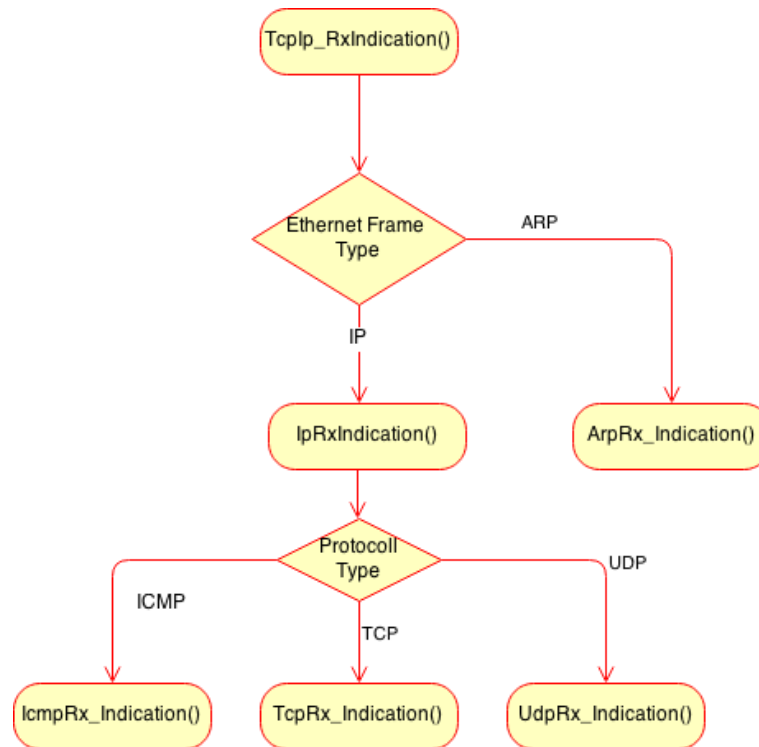 TcpIp_RxIndication()
Ethernet Frame
Type
ARP
IP
IpRxIndication()
ArpRx_Indication()
Protocoll
Type
UDP
ICMP
TCP
IcmpRx_Indication()
TcpRx_Indication()
UdpRx_Indication()